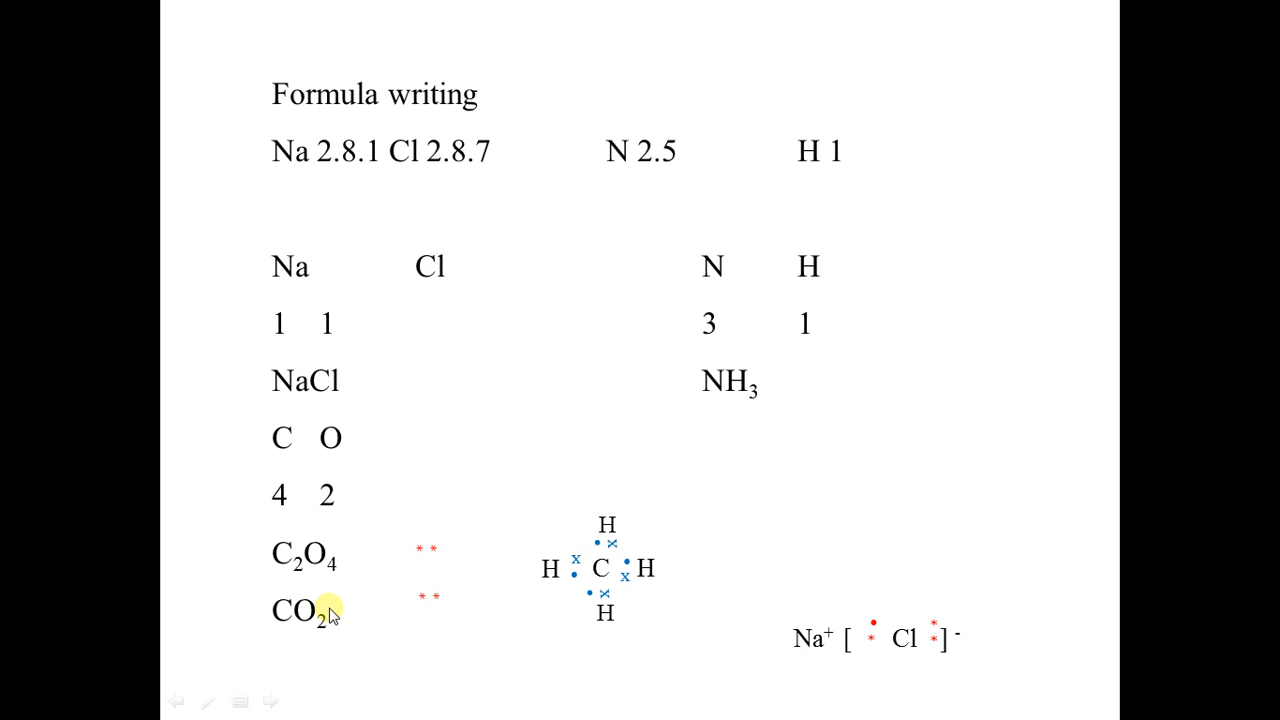 Formula writing
Na 2.8.1 Cl 2.8.7 N 2.5 H 1
Na Cl N H
1 1 3 1
NaCl NH₃
C O
4 2
C₂O₄ * *
CO₂ * *
H
• x
H x • C • x H
• x
H
Na⁺ [ • * Cl * * ] -